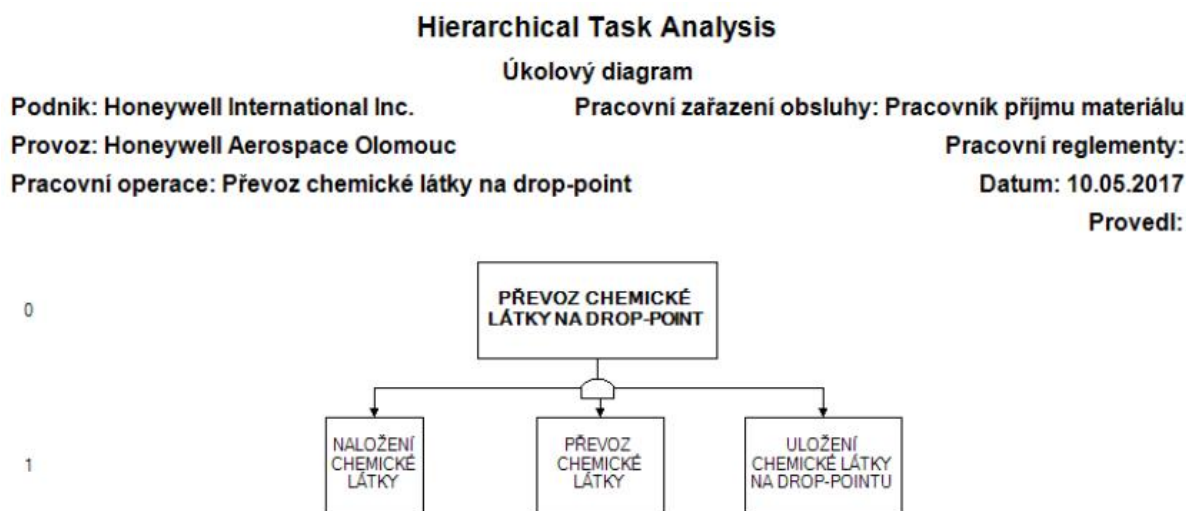 Hierarchical Task Analysis
Úkolový diagram
Podnik: Honeywell International Inc.
Pracovní zařazení obsluhy: Pracovník příjmu materiálu
Provoz: Honeywell Aerospace Olomouc
Pracovní reglementy:
Pracovní operace: Převoz chemické látky na drop-point
Datum: 10.05.2017
Provedl:
0
PŘEVOZ CHEMICKÉ
LÁTKY NA DROP-POINT
1
NALOŽENÍ
CHEMICKÉ
LÁTKY
PŘEVOZ
CHEMICKÉ
LÁTKY
ULOŽENÍ
CHEMICKÉ LÁTKY
NA DROP-POINTU